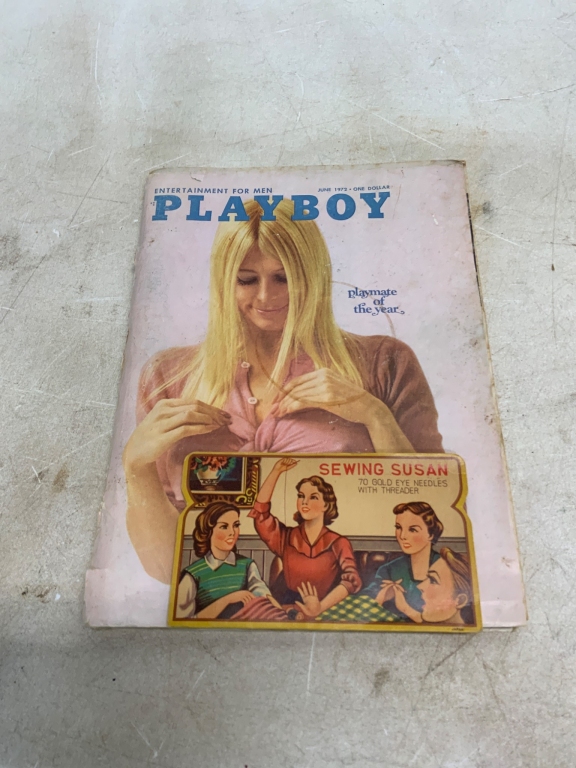 ENTERTAINMENT FOR MEN JUNE 1972 • ONE DOLLAR
PLAYBOY
playmate
of
the year
SEWING SUSAN
70 GOLD EYE NEEDLES
WITH THREADER